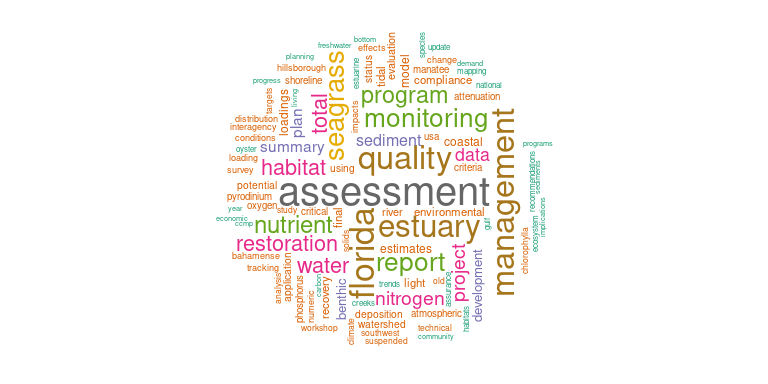 bottom
freshwater
effects
species
update
planning
estuarine
status
tidal
evaluation
model
change
demand
hillsborough
seagrass
manatee
mapping
progress
shoreline
compliance
national
targets
living
total
program
attenuation
loadings
plan
impacts
monitoring
distribution
interagency
conditions
sediment
usa
coastal
management
programs
oyster
summary
quality
data
loading
habitat
using
criteria
survey
recommendations
sediments
potential
assessment
pyrodinium
year
oxygen
study
critical
final
florida
river
environmental
economic
ccmp
nutrient
estuary
gulf
ecosystem
implications
restoration
solids
estimates
bahamense
water
report
project
chlorophylla
tracking
analysis
application
phosphorus
numeric
carbon
recovery
benthic
trends
light
old
assurance
development
creeks
nitrogen
deposition
atmospheric
habitats
workshop
climate
watershed
technical
southwest
community
suspended